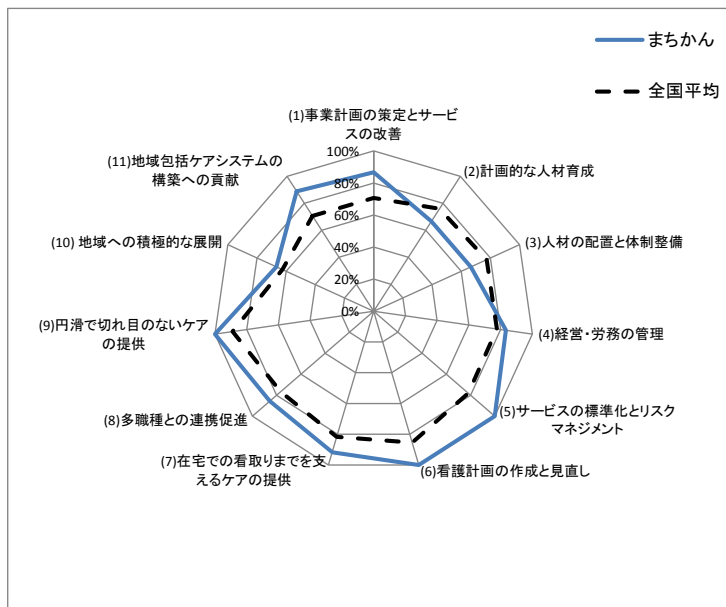 まちかん
全国平均
(1)事業計画の策定とサービ
スの改善
(2)計画的な人材育成
(3)人材の配置と体制整備
(4)経営・労務の管理
(5)サービスの標準化とリスク
マネジメント
(6)看護計画の作成と見直し
(7)在宅での看取りまでを支
えるケアの提供
(8)多職種との連携促進
(9)円滑で切れ目のないケア
の提供
(10) 地域への積極的な展開
(11)地域包括ケアシステムの
構築への貢献
100%
80%
60%
40%
20%
0%